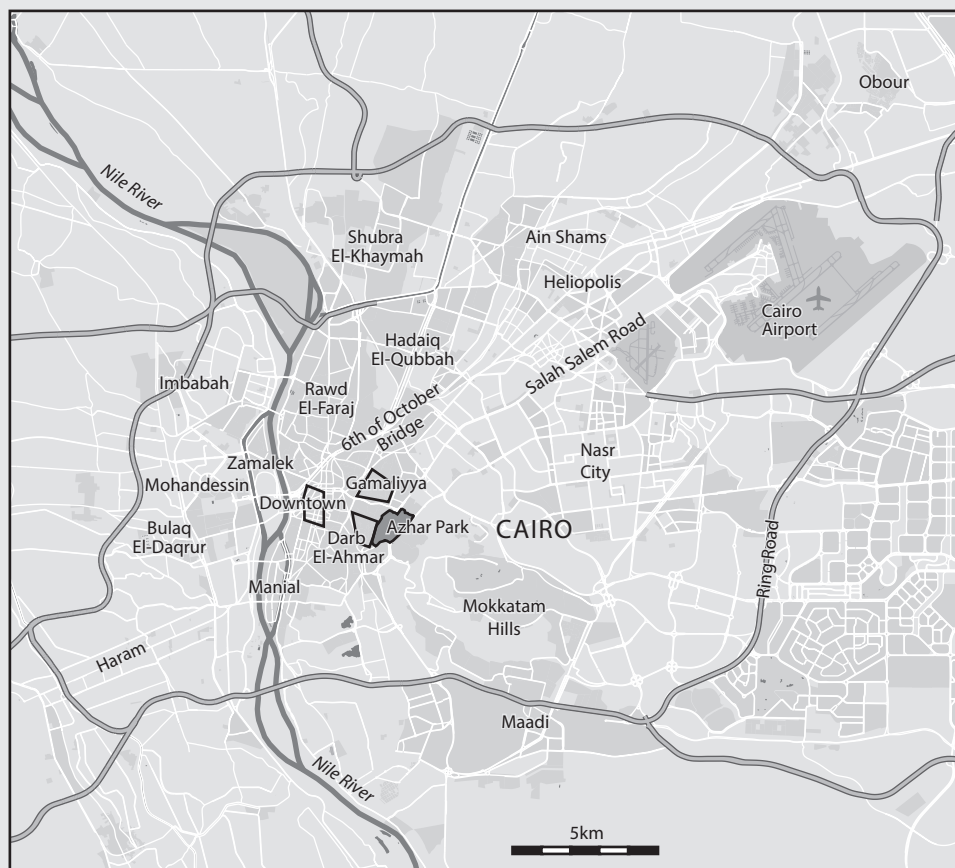 Obour
Nile River
Shubra
El-Khaymah
Ain Shams
Heliopolis
Cairo
Airport
Hadaiq
El-Qubbah
Salah Salem Road
Imbabah
Rawd
El-Faraj
6th of October
Bridge
Nasr
City
Zamalek
Mohandessin
Gamaliyya
Downtown
Azhar Park
CAIRO
Bulaq
El-Daqrur
Darb
El-Ahmar
Manial
Ring Road
Mokkatam
Hills
Haram
Maadi
Nile River
5km